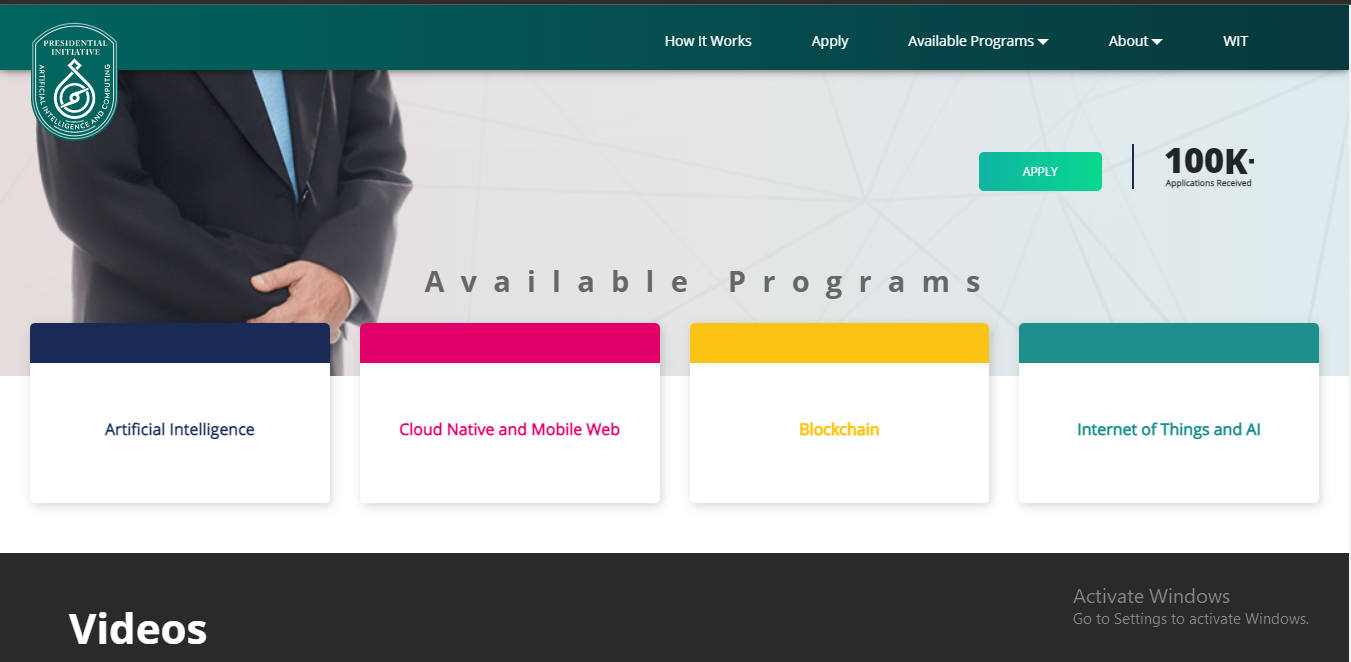 PRESIDENTIAL
INITIATIVE
ARTIFICIAL INTELLIGENCE AND COMPUTING
How It Works
Apply
Available Programs
About
WIT
APPLY
100K+
Applications Received
Available Programs
Artificial Intelligence
Cloud Native and Mobile Web
Blockchain
Internet of Things and AI
Videos
Activate Windows
Go to Settings to activate Windows.